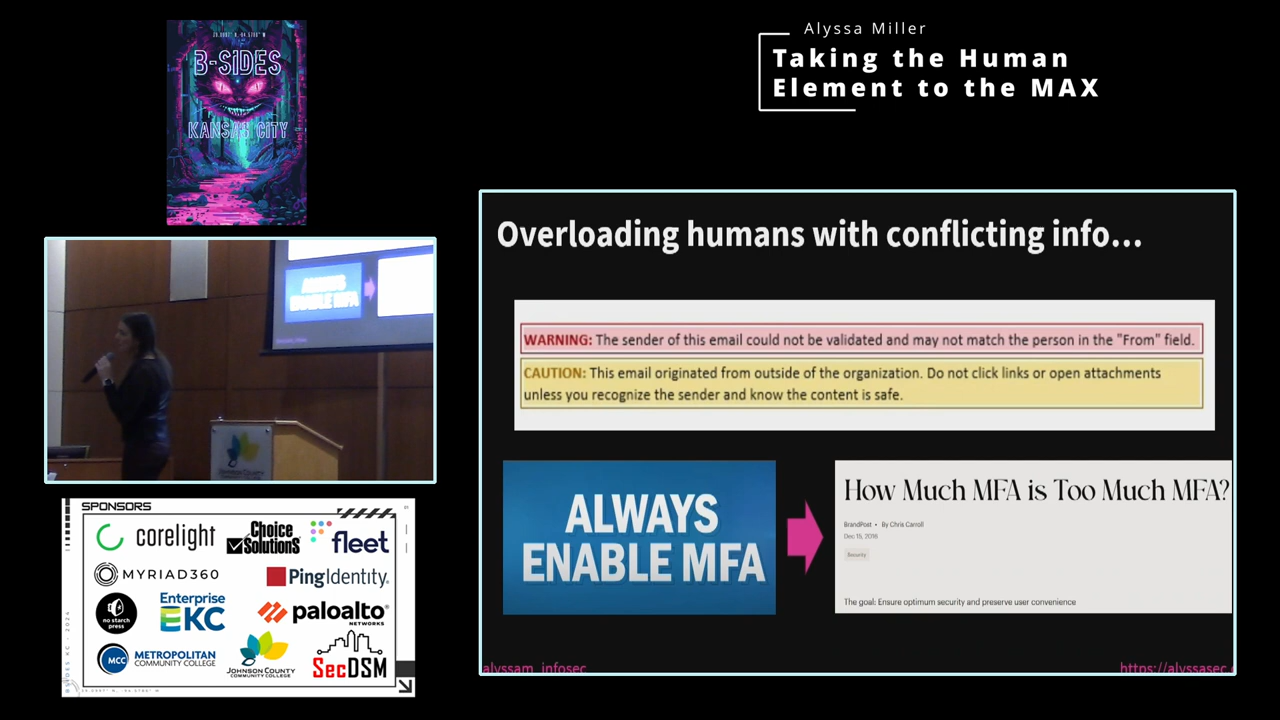 Alyssa Miller
Taking the Human
Element to the MAX
B-SIDES
KANSAS CITY
Overloading humans with conflicting info...
WARNING: The sender of this email could not be validated and may not match the person in the "From" field.
CAUTION: This email originated from outside of the organization. Do not click links or open attachments
unless you recognize the sender and know the content is safe.
ALWAYS
ENABLE MFA
How Much MFA is Too Much MFA?
BrandPost • By Chris Carroll
Dec 15, 2016
Security
The goal: Ensure optimum security and preserve user convenience
alyssam_infosec
https://alyssasec.
ALWAYS
ENABLE MFA
JOHNSON COUNTY
SPONSORS
corelight
Choice
Solutions
fleet
MYRIAD360
PingIdentity
no starch
press
Enterprise
EKC
paloalto
NETWORKS
MCC
METROPOLITAN
COMMUNITY COLLEGE
JOHNSON COUNTY
COMMUNITY COLLEGE
SecDSM